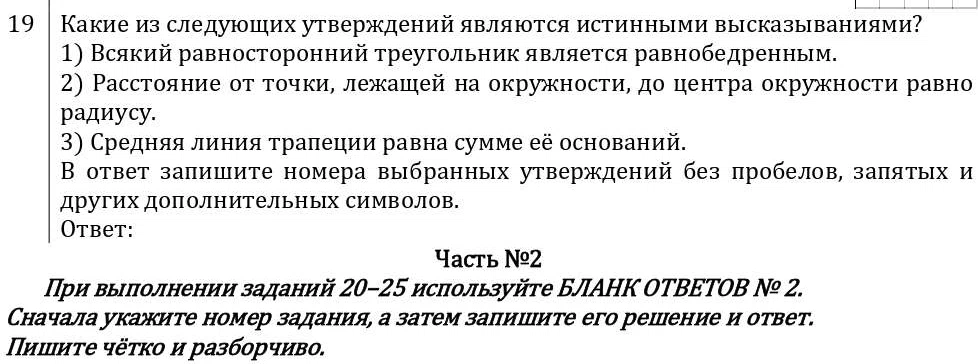 19 Какие из следующих утверждений являются истинными высказываниями?
1) Всякий равносторонний треугольник является равнобедренным.
2) Расстояние от точки, лежащей на окружности, до центра окружности равно
радиусу.
3) Средняя линия трапеции равна сумме её оснований.
В ответ запишите номера выбранных утверждений без пробелов, запятых и
других дополнительных символов.
Ответ:
Часть №2
При выполнении заданий 20–25 используйте БЛАНК ОТВЕТОВ № 2.
Сначала укажите номер задания, а затем запишите его решение и ответ.
Пишите чётко и разборчиво.